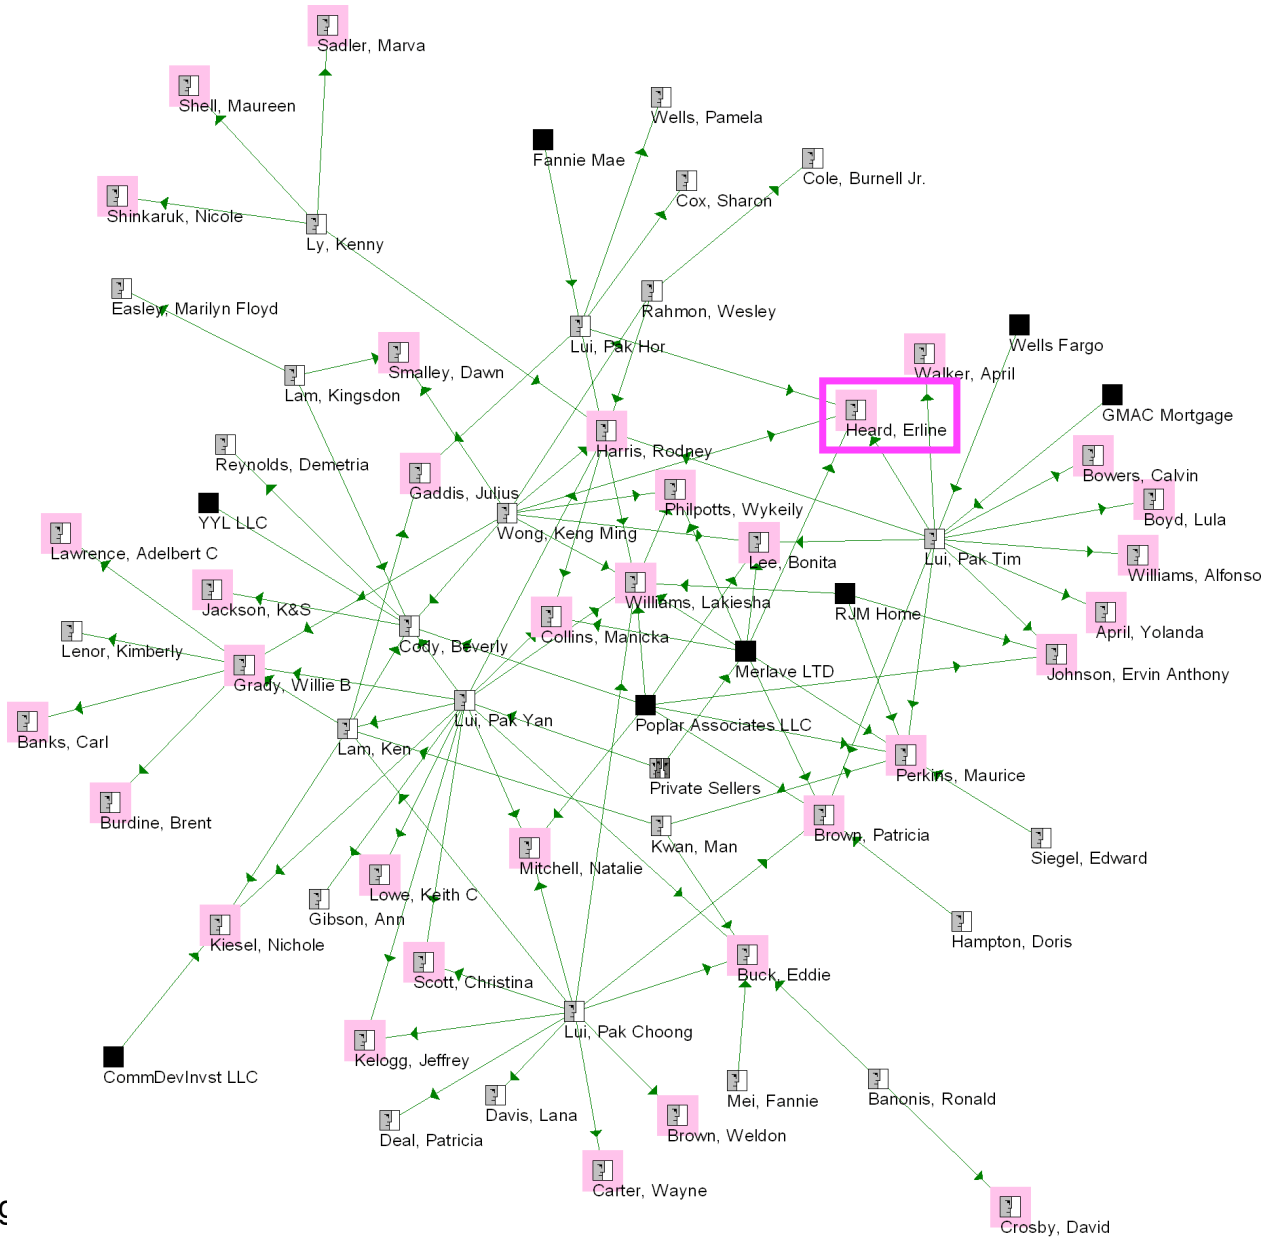 Sadler, Marva
Shell, Maureen
Wells, Pamela
Fannie Mae
Cole, Burnell Jr.
Cox, Sharon
Shinkaruk, Nicole
Ly, Kenny
Easley, Marilyn Floyd
Rahmon, Wesley
Lui, Pak Hor
Wells Fargo
Smalley, Dawn
Walker, April
Lam, Kingsdon
GMAC Mortgage
Heard, Erline
Harris, Rodney
Reynolds, Demetria
Bowers, Calvin
Gaddis, Julius
Philpotts, Wykeily
YYL LLC
Boyd, Lula
Wong, Keng Ming
Lawrence, Adelbert C
Lee, Bonita
Lui, Pak Tim
Williams, Alfonso
Williams, Lakiesha
Jackson, K&S
RJM Home
April, Yolanda
Collins, Manicka
Cody, Beverly
Lenor, Kimberly
Merlave LTD
Johnson, Ervin Anthony
Grady, Willie B
Lui, Pak Yan
Poplar Associates LLC
Banks, Carl
Lam, Ken
Perkins, Maurice
Private Sellers
Burdine, Brent
Brown, Patricia
Kwan, Man
Siegel, Edward
Mitchell, Natalie
Lowe, Keith C
Gibson, Ann
Hampton, Doris
Kiesel, Nichole
Buck, Eddie
Scott, Christina
Lui, Pak Choong
Kelogg, Jeffrey
CommDevInvst LLC
Banonis, Ronald
Mei, Fannie
Davis, Lana
Brown, Weldon
Deal, Patricia
Carter, Wayne
Crosby, David